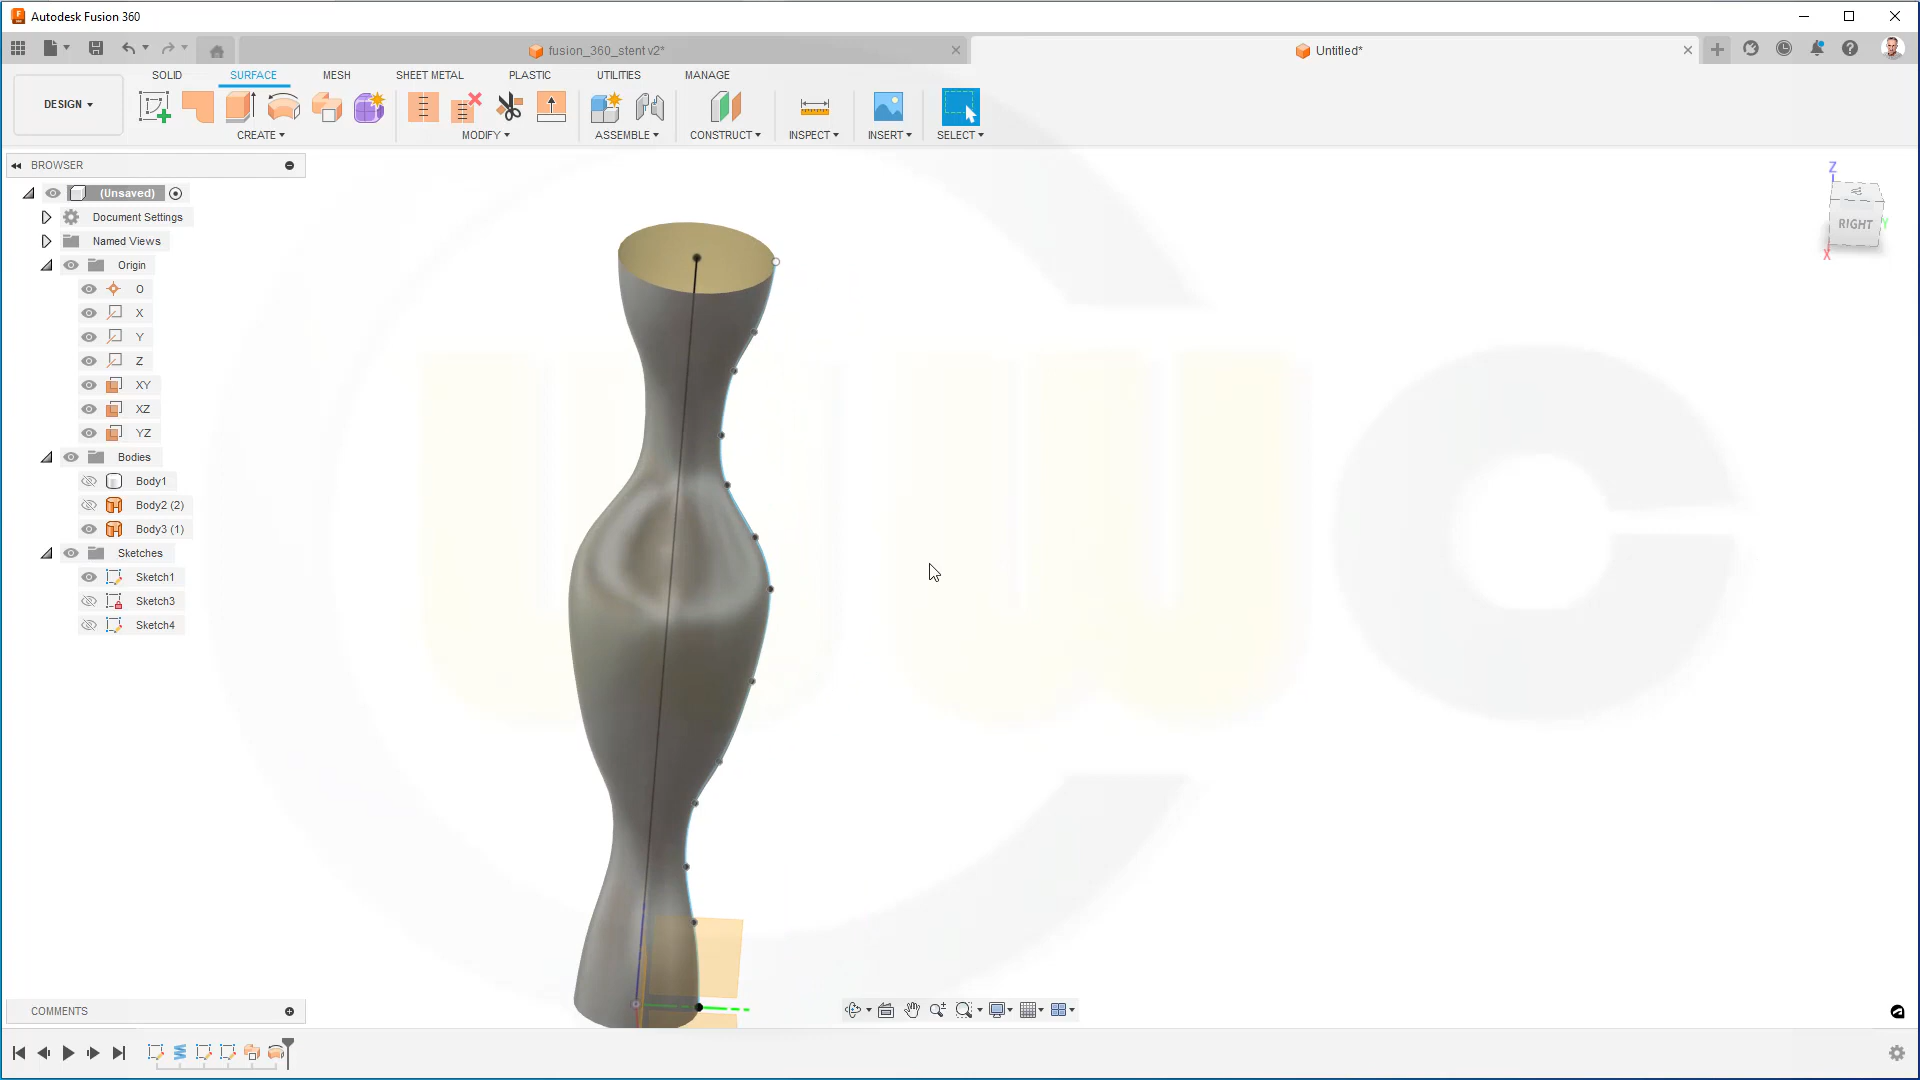 Autodesk Fusion 360
fusion_360_stent v2*
Untitled*
SOLID SURFACE MESH SHEET METAL PLASTIC UTILITIES MANAGE
DESIGN
CREATE MODIFY ASSEMBLE CONSTRUCT INSPECT INSERT SELECT
BROWSER
(Unsaved)
Document Settings
Named Views
Origin
O
X
Y
Z
XY
XZ
YZ
Bodies
Body1
Body2 (2)
Body3 (1)
Sketches
Sketch1
Sketch3
Sketch4
Z
RIGHT
Y
X
COMMENTS